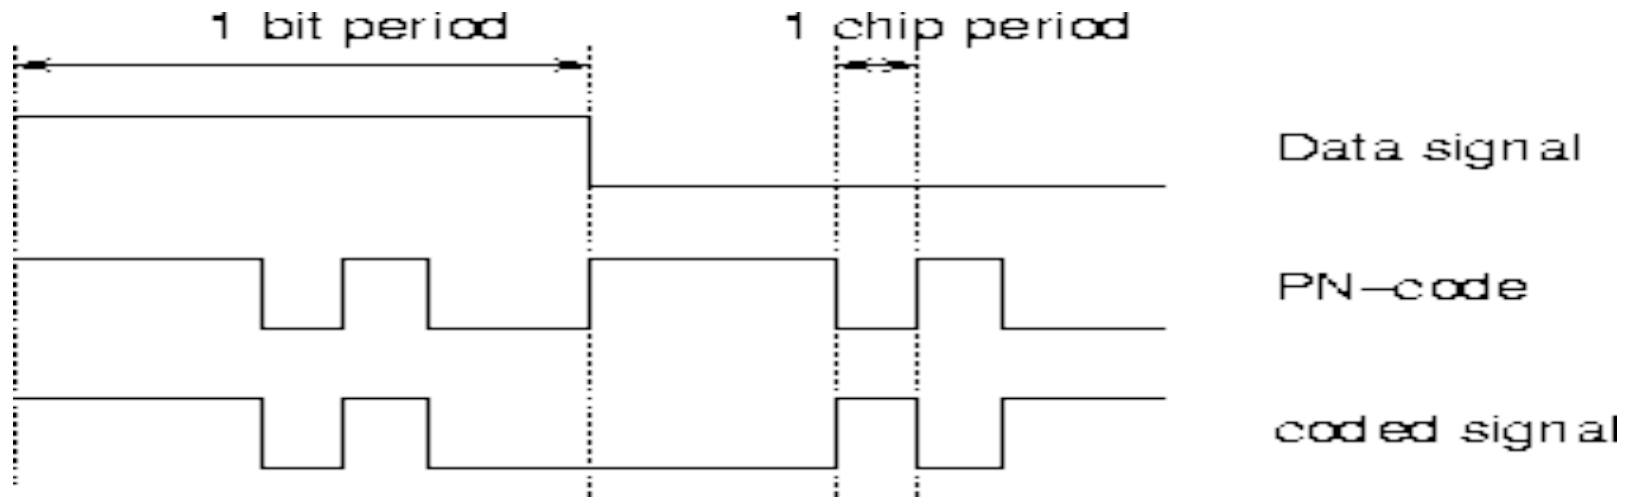 1 bit period
1 chip period
Data signal
PN-code
coded signal